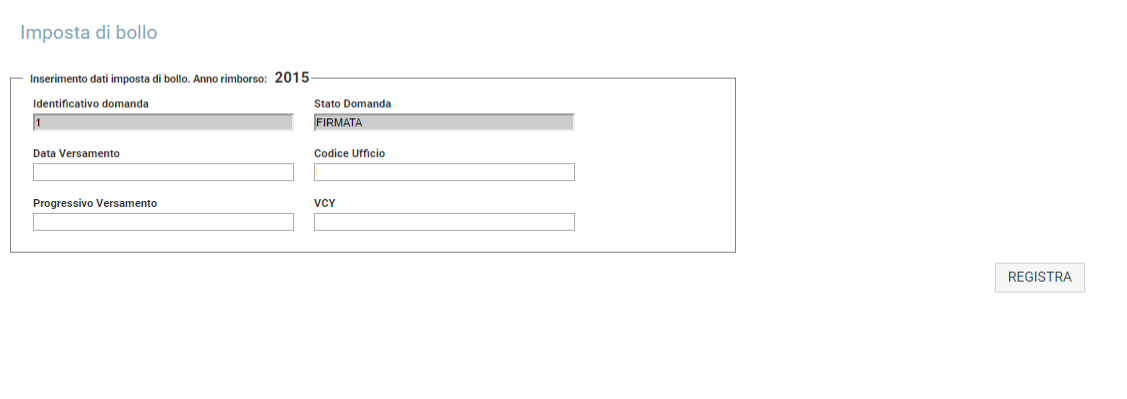 Imposta di bollo
Inserimento dati imposta di bollo. Anno rimborso: 2015
Identificativo domanda Stato Domanda
1 FIRMATA
Data Versamento Codice Ufficio
Progressivo Versamento VCY
REGISTRA